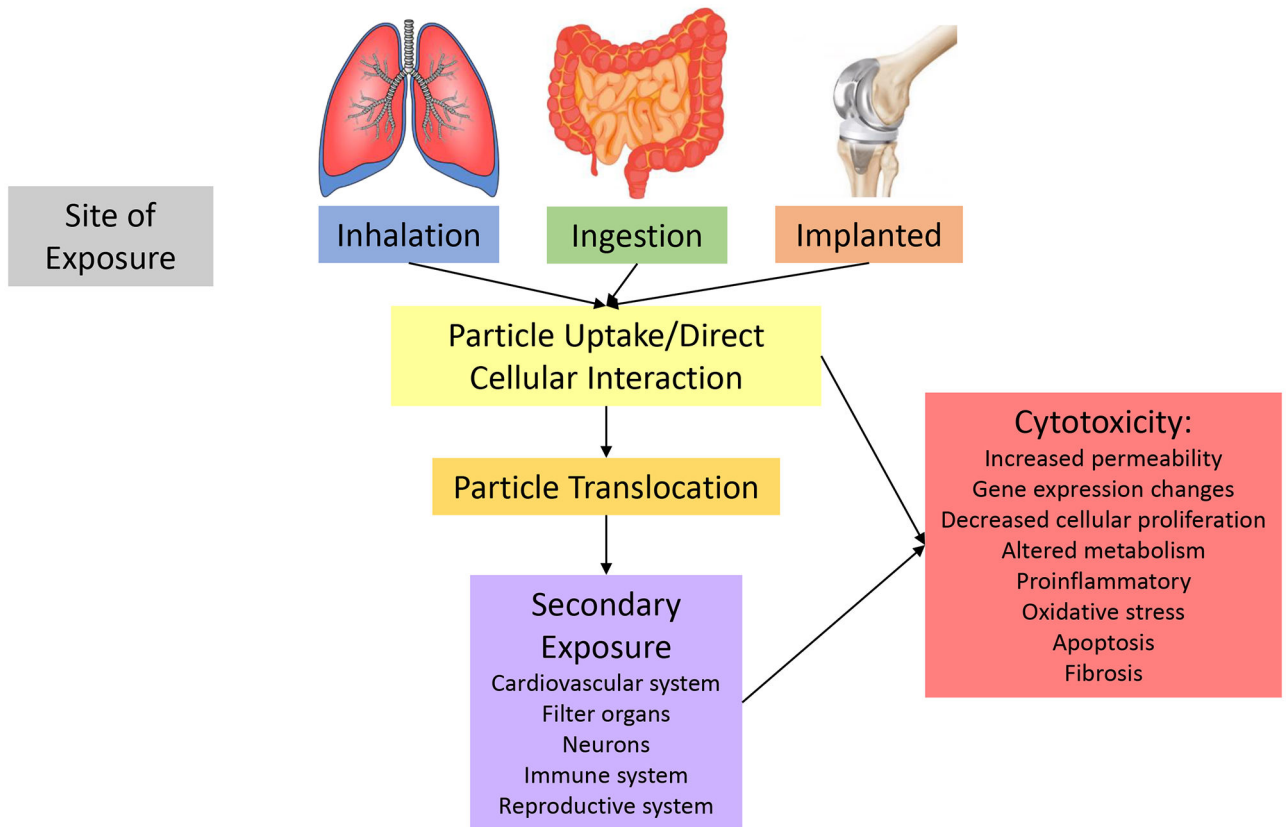 Site of
Exposure
Inhalation
Ingestion
Implanted
Particle Uptake/Direct
Cellular Interaction
Particle Translocation
Secondary
Exposure
Cardiovascular system
Filter organs
Neurons
Immune system
Reproductive system
Cytotoxicity:
Increased permeability
Gene expression changes
Decreased cellular proliferation
Altered metabolism
Proinflammatory
Oxidative stress
Apoptosis
Fibrosis